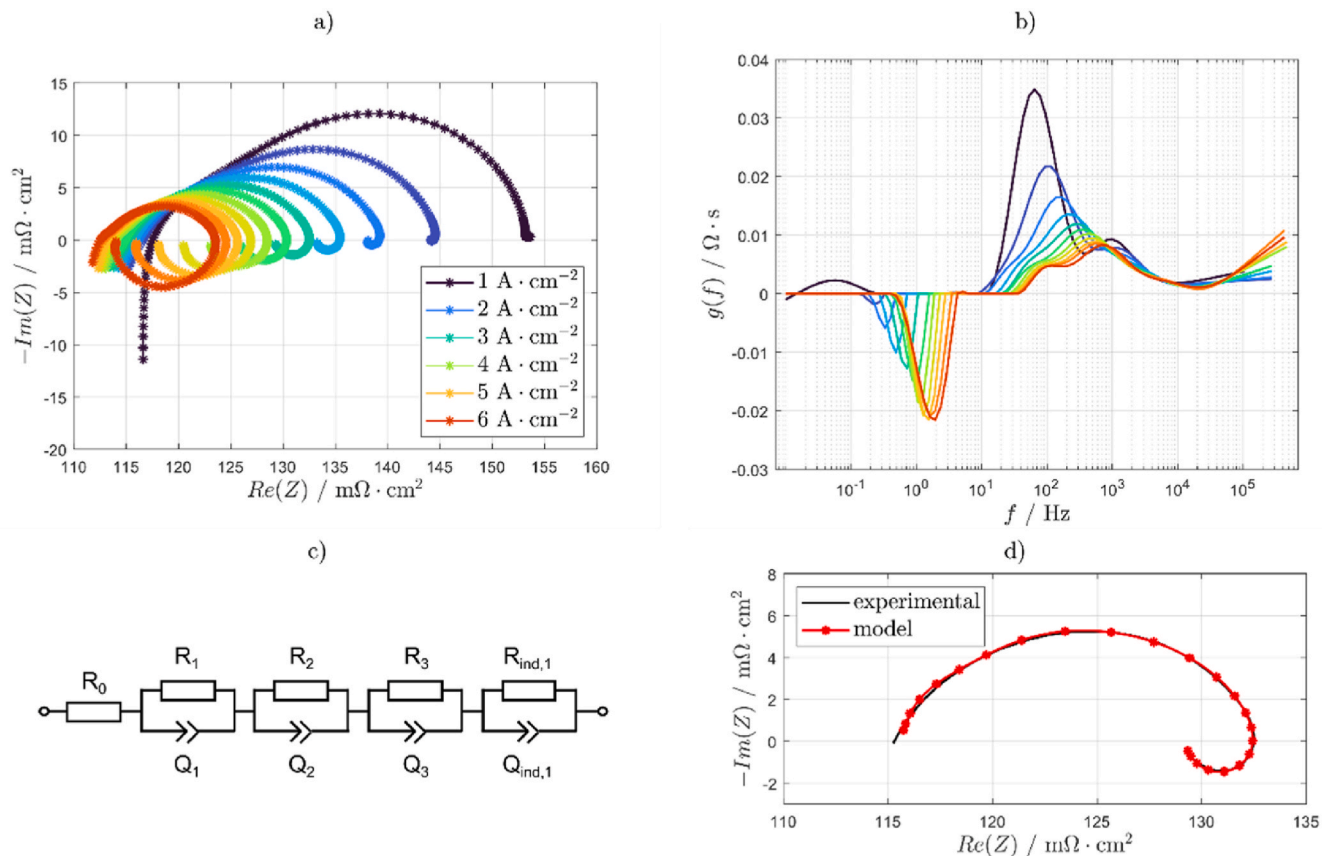 a)
15
10
5
0
-5
-10
-15
-20
110 115 120 125 130 135 140 145 150 155 160
−Im(Z) / mΩ · cm²
Re(Z) / mΩ · cm²
1 A · cm⁻²
2 A · cm⁻²
3 A · cm⁻²
4 A · cm⁻²
5 A · cm⁻²
6 A · cm⁻²
b)
0.04
0.03
0.02
0.01
0
-0.01
-0.02
-0.03
10⁻¹ 10⁰ 10¹ 10² 10³ 10⁴ 10⁵
g(f) / Ω · s
f / Hz
c)
R₀ R₁ R₂ R₃ R_ind,1
Q₁ Q₂ Q₃ Q_ind,1
d)
8
6
4
2
0
-2
110 115 120 125 130 135
−Im(Z) / mΩ · cm²
Re(Z) / mΩ · cm²
experimental
model